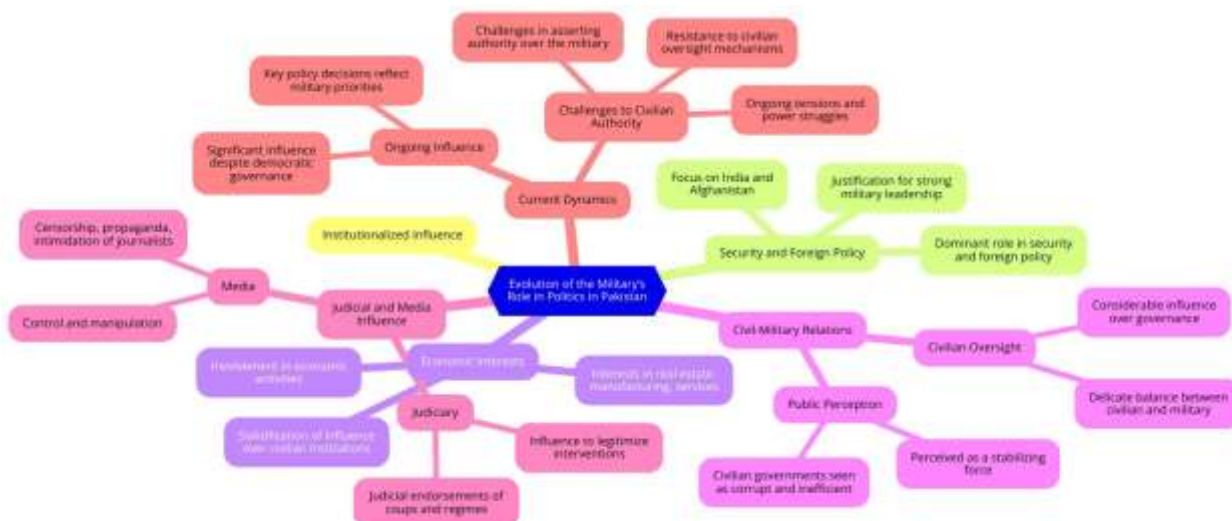 Challenges in asserting
authority over the military
Resistance to civilian
oversight mechanisms
Key policy decisions reflect
military priorities
Challenges to Civilian
Authority
Ongoing tensions and
power struggles
Significant influence
despite democratic
governance
Ongoing Influence
Current Dynamics
Focus on India and
Afghanistan
Justification for strong
military leadership
Censorship, propaganda,
intimidation of journalists
Institutionalized Influence
Security and Foreign Policy
Dominant role in security
and foreign policy
Media
Evolution of the Military's
Role in Politics in Pakistan
Control and manipulation
Judicial and Media
Influence
Civil-Military Relations
Considerable influence
over governance
Civilian Oversight
Involvement in economic
activities
Economic Interests
Interests in real estate,
manufacturing, services
Delicate balance between
civilian and military
Public Perception
Judiciary
Solidification of influence
over civilian institutions
Influence to legitimize
interventions
Perceived as a stabilizing
force
Civilian governments seen
as corrupt and inefficient
Judicial endorsements of
coups and regimes